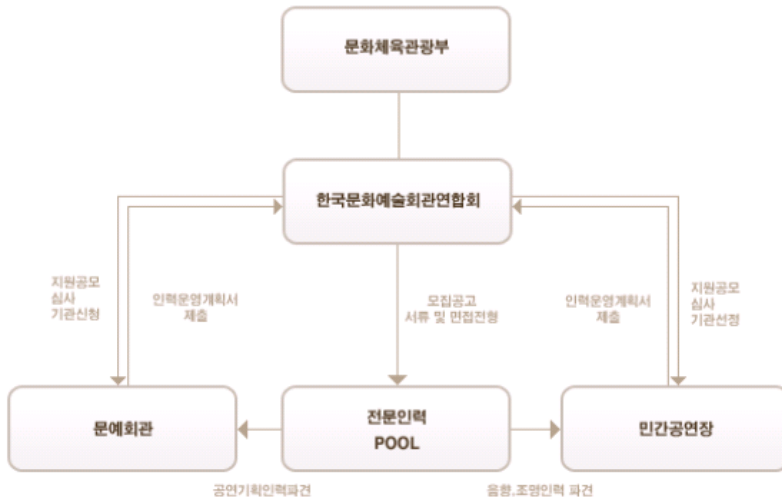 문화체육관광부
한국문화예술회관연합회
지원공모
심사
기관신청
인력운영계획서
제출
모집공고
서류 및 면접전형
인력운영계획서
제출
지원공모
심사
기관선정
문예회관
전문인력
POOL
민간공연장
공연기획인력파견
음향,조명인력 파견